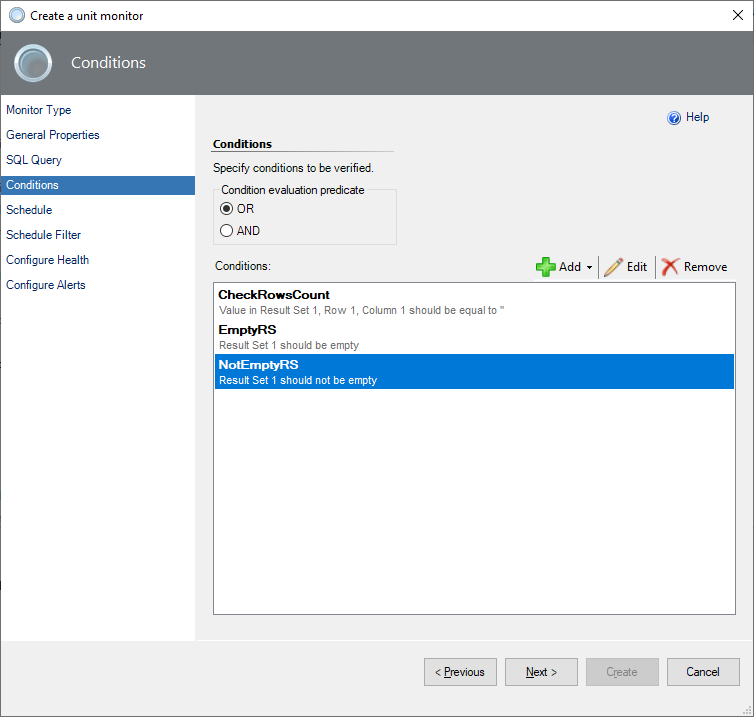 Create a unit monitor
Conditions
Monitor Type
General Properties
SQL Query
Conditions
Schedule
Schedule Filter
Configure Health
Configure Alerts
Help
Conditions
Specify conditions to be verified.
Condition evaluation predicate
OR
AND
Conditions:
Add
Edit
Remove
CheckRowsCount
Value in Result Set 1, Row 1, Column 1 should be equal to ''
EmptyRS
Result Set 1 should be empty
NotEmptyRS
Result Set 1 should not be empty
< Previous
Next >
Create
Cancel